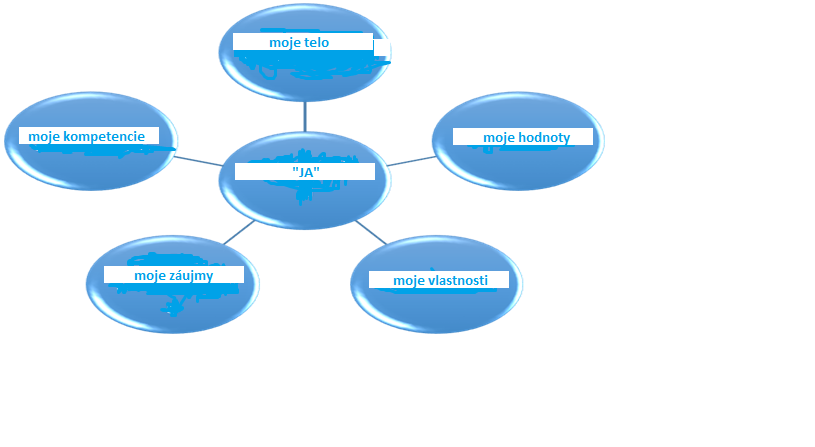 moje telo
moje kompetencie
moje hodnoty
"JA"
moje záujmy
moje vlastnosti